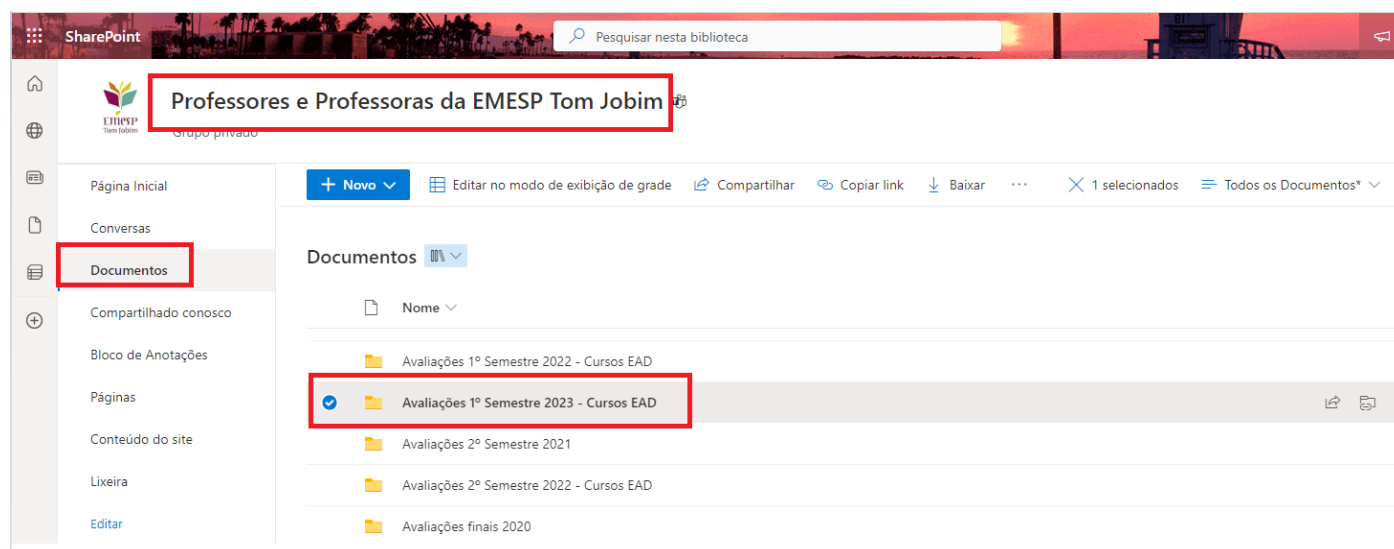 SharePoint
Pesquisar nesta biblioteca
EMESP
Tom Jobim
Professores e Professoras da EMESP Tom Jobim
Grupo privado
Página Inicial
Conversas
Documentos
Compartilhado conosco
Bloco de Anotações
Páginas
Conteúdo do site
Lixeira
Editar
+ Novo
Editar no modo de exibição de grade
Compartilhar
Copiar link
Baixar
...
1 selecionados
Todos os Documentos*
Documentos
Nome
Avaliações 1º Semestre 2022 - Cursos EAD
Avaliações 1º Semestre 2023 - Cursos EAD
Avaliações 2º Semestre 2021
Avaliações 2º Semestre 2022 - Cursos EAD
Avaliações finais 2020